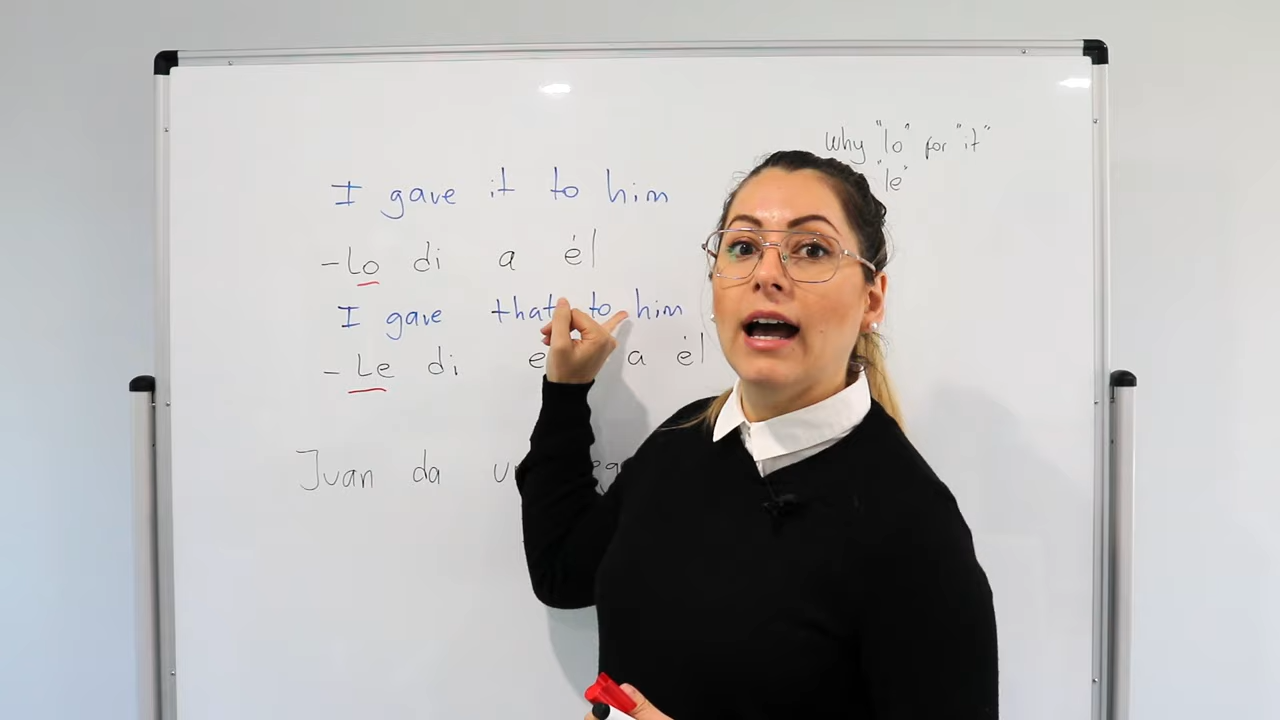 why "lo" for "it"
"le"
I gave it to him
- Lo di a él
I gave that to him
- Le di a él
Juan da